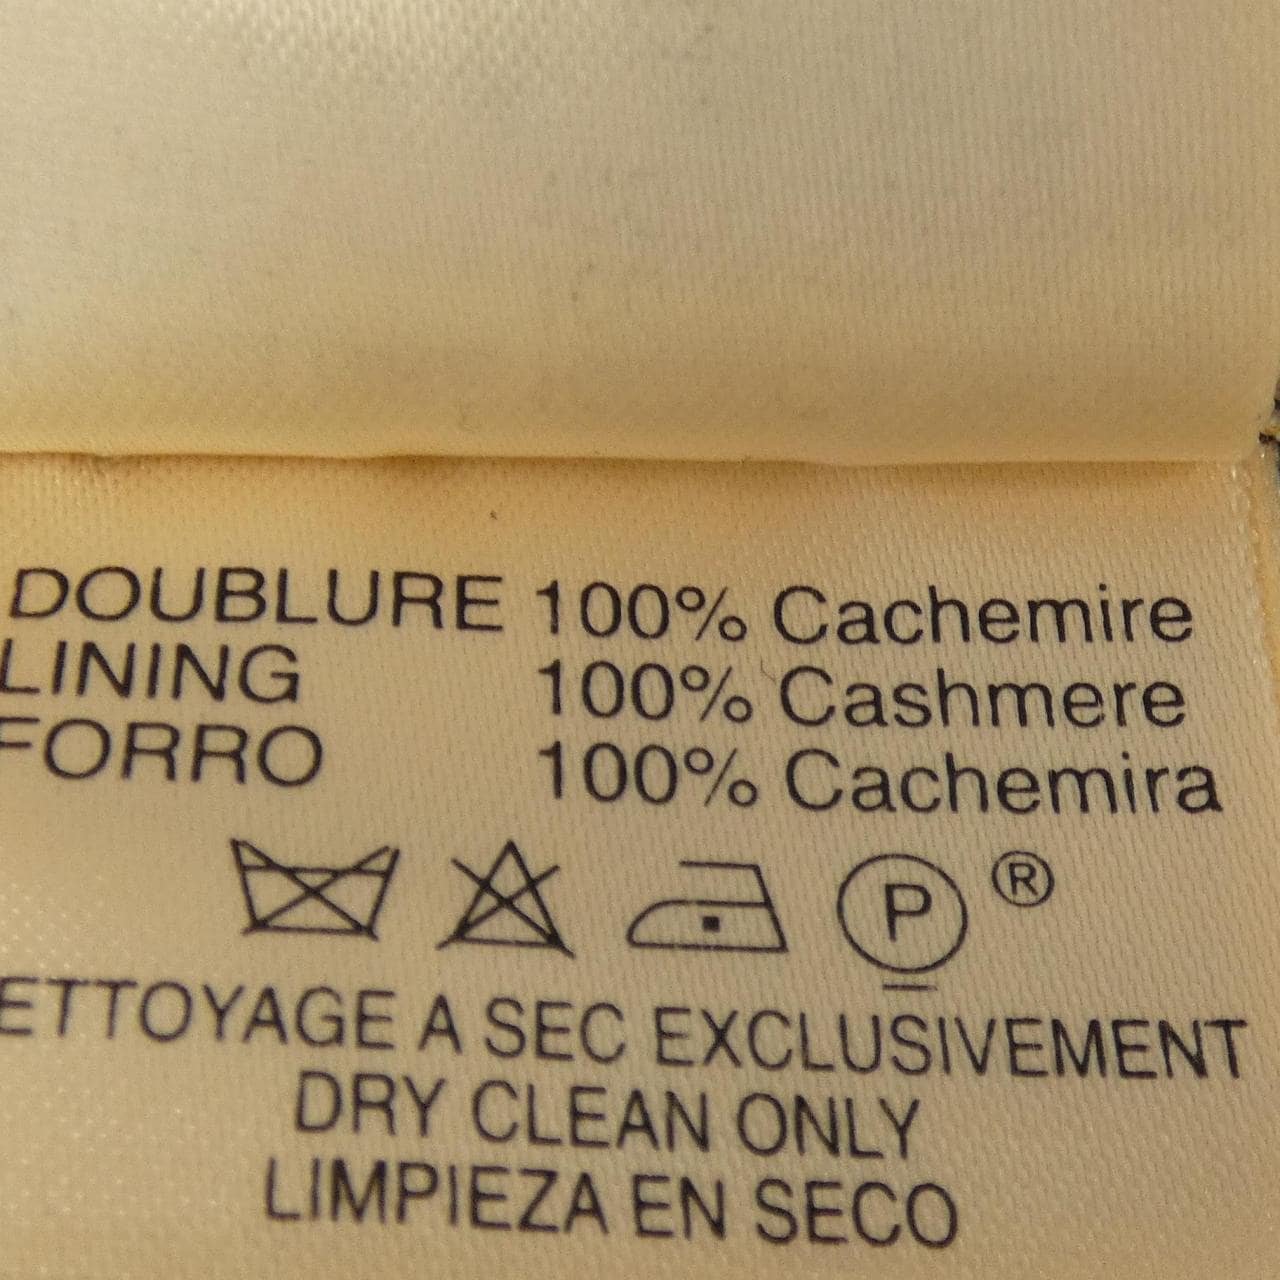 DOUBLURE 100% Cachemire
LINING 100% Cashmere
FORRO 100% Cachemira
P ®
ETTOYAGE A SEC EXCLUSIVEMENT
DRY CLEAN ONLY
LIMPIEZA EN SECO